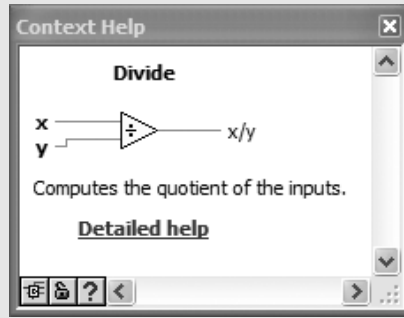 Context Help
Divide
x
y
÷
x/y
Computes the quotient of the inputs.
Detailed help
?